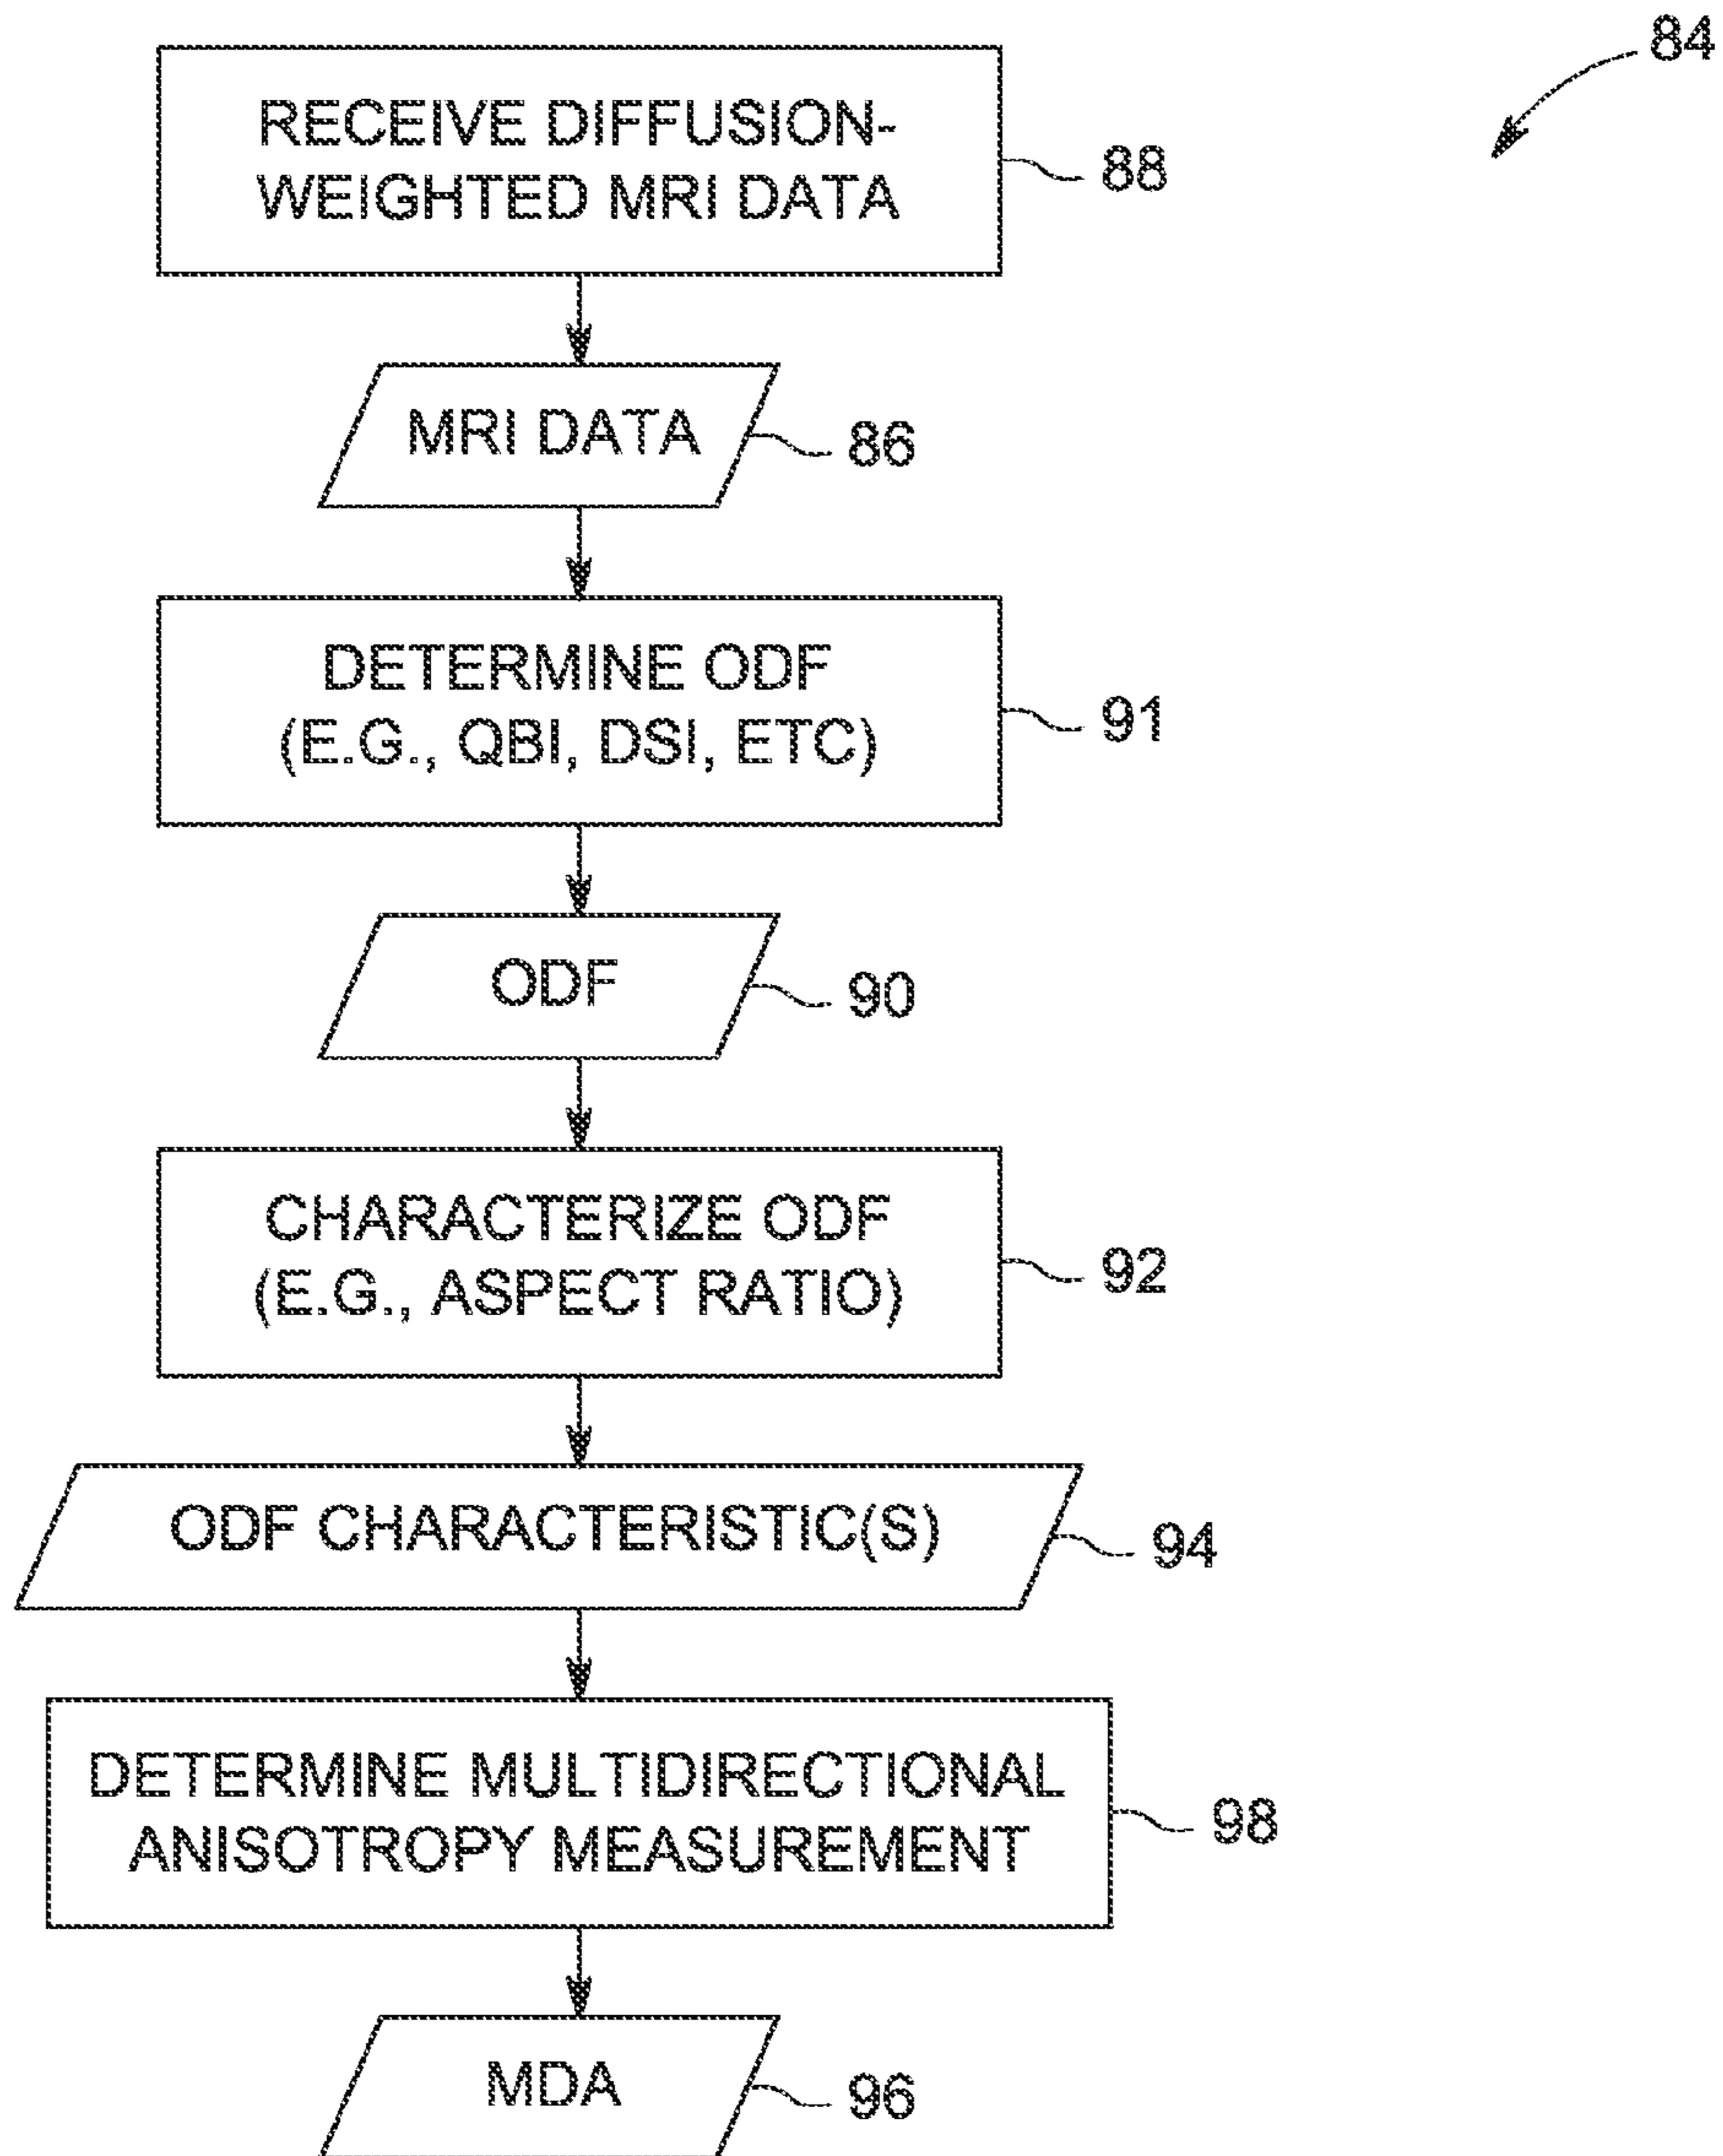 84
RECEIVE DIFFUSION-
WEIGHTED MRI DATA
88
MRI DATA
86
DETERMINE ODF
(E.G., QBI, DSI, ETC)
91
ODF
90
CHARACTERIZE ODF
(E.G., ASPECT RATIO)
92
ODF CHARACTERISTIC(S)
94
DETERMINE MULTIDIRECTIONAL
ANISOTROPY MEASUREMENT
98
MDA
96